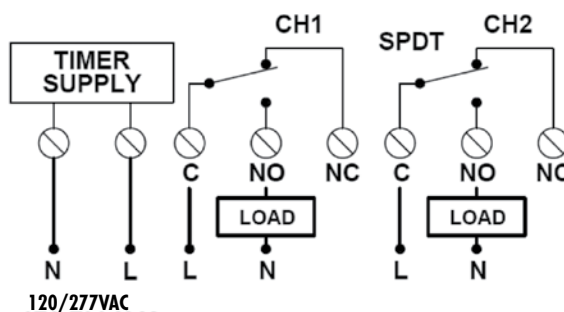 CH1
CH2
SPDT
TIMER
SUPPLY
C NO NC C NO NC
LOAD LOAD
N L L N L N
120/277VAC